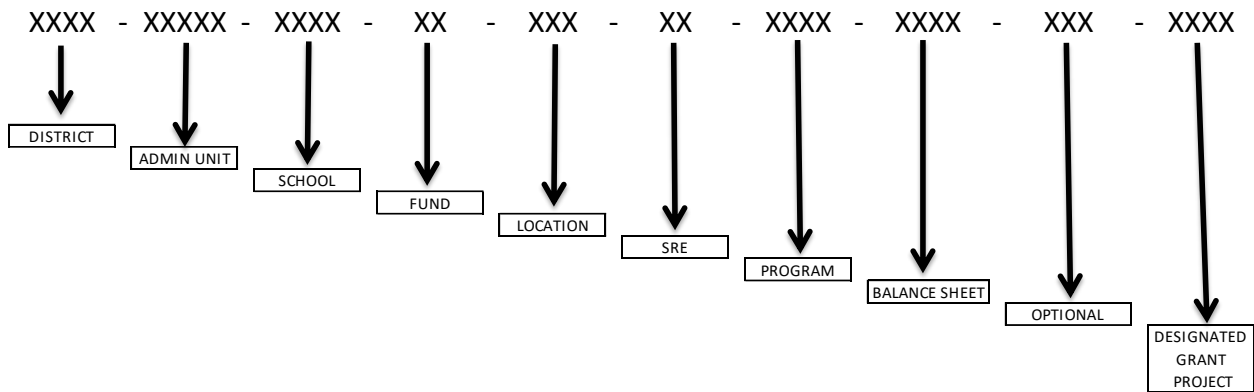 XXXX - XXXXX - XXXX - XX - XXX - XX - XXXX - XXXX - XXX - XXXX
DISTRICT
ADMIN UNIT
SCHOOL
FUND
LOCATION
SRE
PROGRAM
BALANCE SHEET
OPTIONAL
DESIGNATED
GRANT
PROJECT